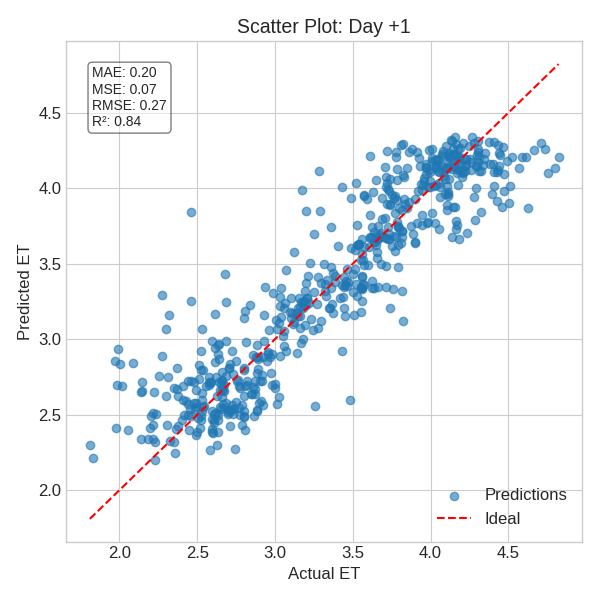 Scatter Plot: Day +1
MAE: 0.20
MSE: 0.07
RMSE: 0.27
R²: 0.84
Predicted ET
4.5
4.0
3.5
3.0
2.5
2.0
Predictions
Ideal
2.0 2.5 3.0 3.5 4.0 4.5
Actual ET